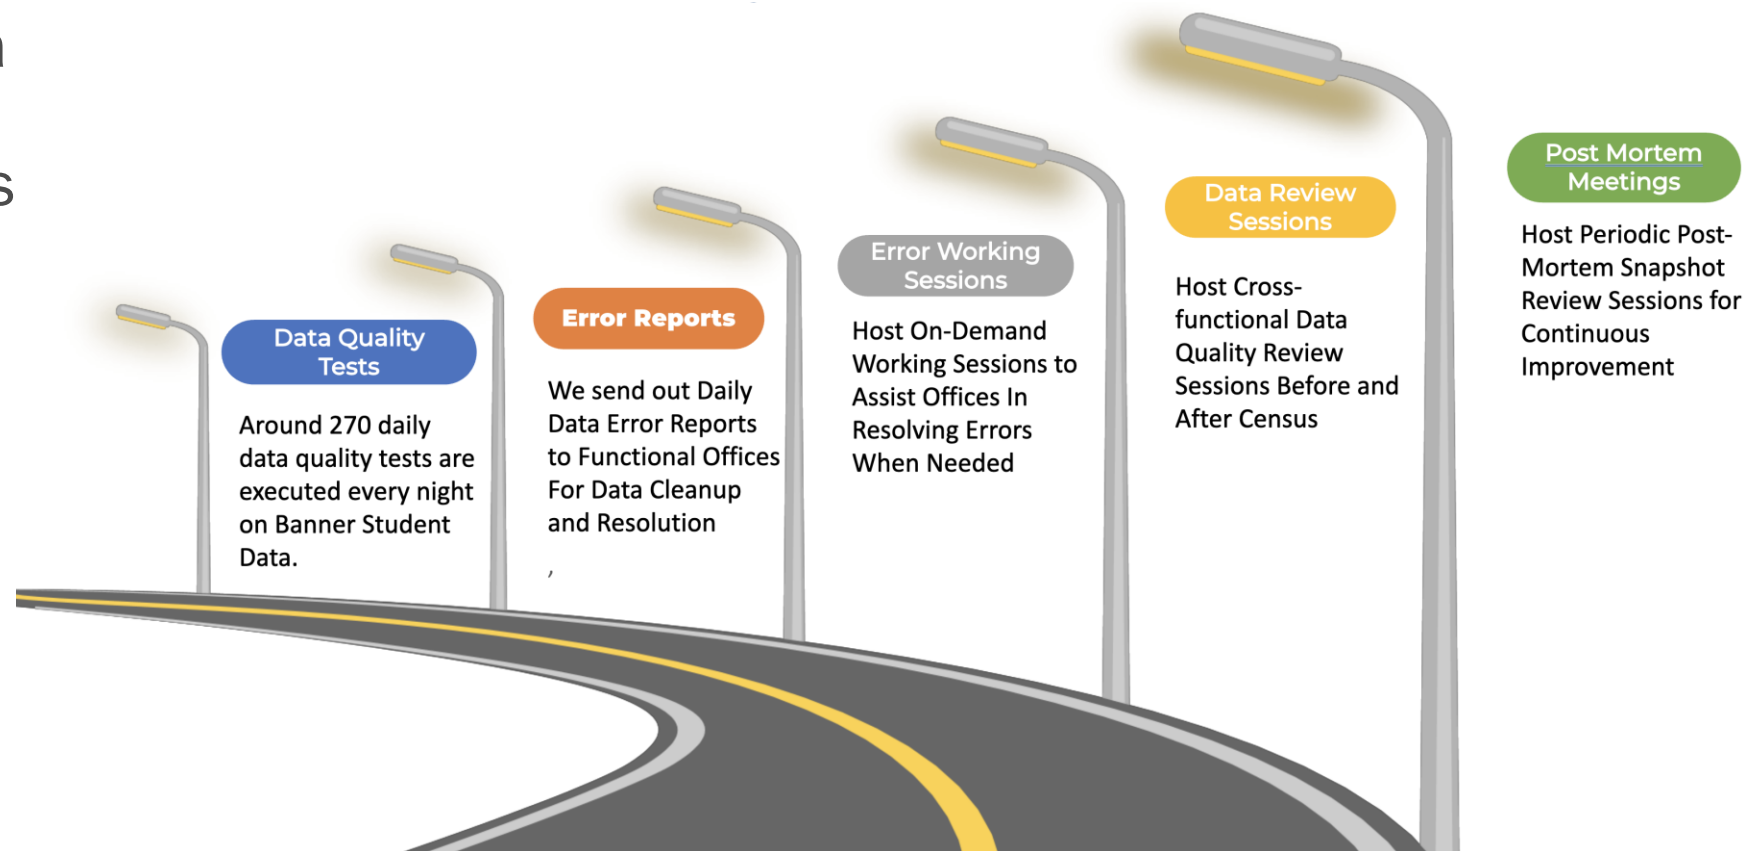 Data Quality
Tests
Around 270 daily
data quality tests are
executed every night
on Banner Student
Data.
Error Reports
We send out Daily
Data Error Reports
to Functional Offices
For Data Cleanup
and Resolution
,
Error Working
Sessions
Host On-Demand
Working Sessions to
Assist Offices In
Resolving Errors
When Needed
Data Review
Sessions
Host Cross-
functional Data
Quality Review
Sessions Before and
After Census
Post Mortem
Meetings
Host Periodic Post-
Mortem Snapshot
Review Sessions for
Continuous
Improvement